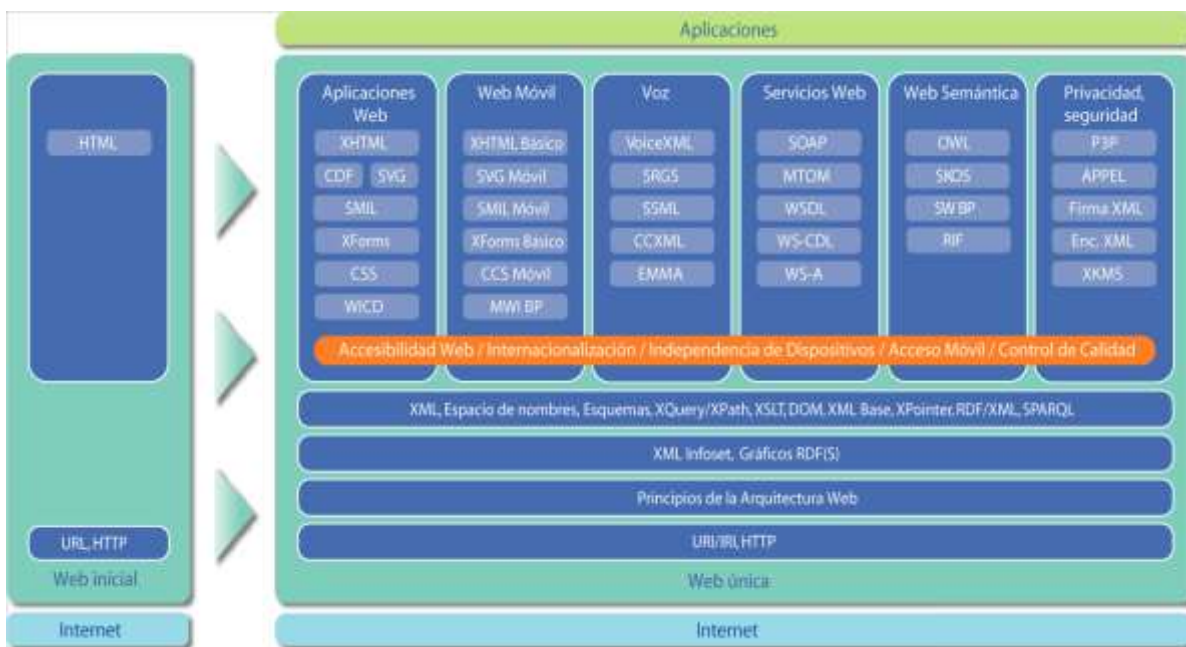 Aplicaciones
HTML
URL, HTTP
Web inicial
Internet
Aplicaciones
Web
XHTML
CDF SVG
SMIL
XForms
CSS
WICD
Web Móvil
XHTML Básico
SVG Móvil
SMIL Móvil
XForms Básico
CCS Móvil
MWI BP
Voz
VoiceXML
SRGS
SSML
CCXML
EMMA
Servicios Web
SOAP
MTOM
WSDL
WS-CDL
WS-A
Web Semántica
OWL
SKOS
SW BP
RIF
Privacidad,
seguridad
P3P
APPEL
Firma XML
Enc. XML
XKMS
Accesibilidad Web / Internacionalización / Independencia de Dispositivos / Acceso Móvil / Control de Calidad
XML, Espacio de nombres, Esquemas, XQuery/XPath, XSLT, DOM. XML Base, XPointer, RDF/XML, SPARQL
XML Infoset, Gráficos RDF(S)
Principios de la Arquitectura Web
URI/IRI, HTTP
Web única
Internet